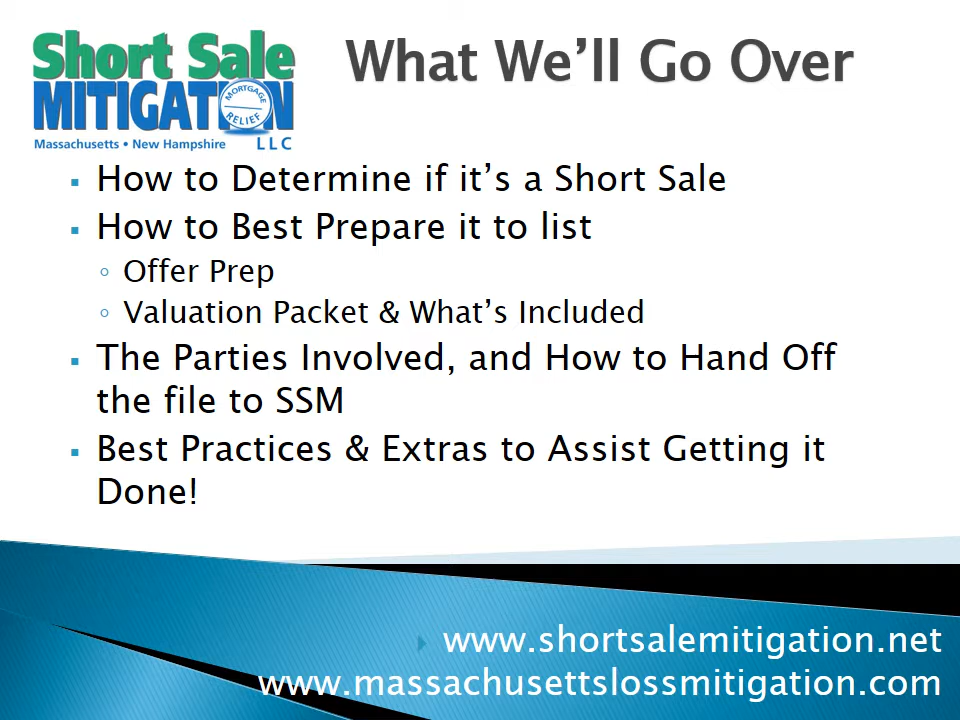 Short Sale
MITIGATION
MORTGAGE
RELIEF
Massachusetts • New Hampshire LLC
What We’ll Go Over
▪ How to Determine if it’s a Short Sale
▪ How to Best Prepare it to list
◦ Offer Prep
◦ Valuation Packet & What’s Included
▪ The Parties Involved, and How to Hand Off
the file to SSM
▪ Best Practices & Extras to Assist Getting it
Done!
www.shortsalemitigation.net
www.massachusettslossmitigation.com